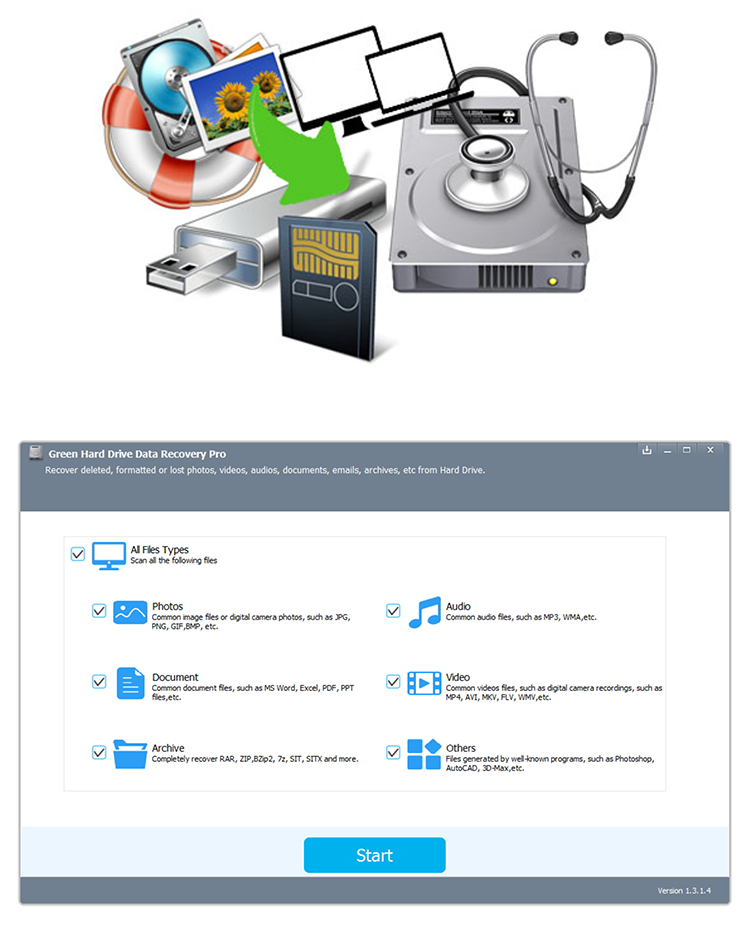 Green Hard Drive Data Recovery Pro
Recover deleted, formatted or lost photos, videos, audios, documents, emails, archives, etc from Hard Drive.
All Files Types
Scan all the following files
Photos
Common image files or digital camera photos, such as JPG,
PNG, GIF,BMP, etc.
Audio
Common audio files, such as MP3, WMA,etc.
Document
Common document files, such as MS Word, Excel, PDF, PPT
files,etc.
Video
Common videos files, such as digital camera recordings, such as
MP4, AVI, MKV, FLV, WMV,etc.
Archive
Completely recover RAR, ZIP,BZip2, 7z, SIT, SITX and more.
Others
Files generated by well-known programs, such as Photoshop,
AutoCAD, 3D-Max,etc.
Start
Version 1.3.1.4